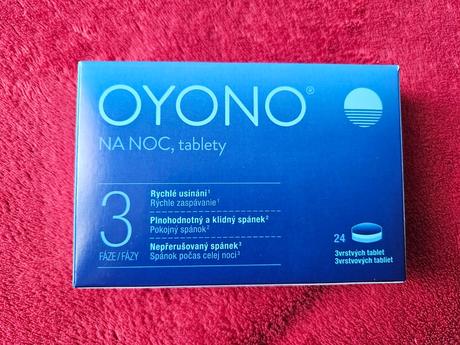 OYONO®
NA NOC, tablety
3
FÁZE/FÁZY
Rychlé usínání¹
Rýchle zaspávanie¹
Plnohodnotný a klidný spánek²
Pokojný spánok²
Nepřerušovaný spánek³
Spánok počas celej noci³
24
3vrstvých tablet
3vrstvových tabliet